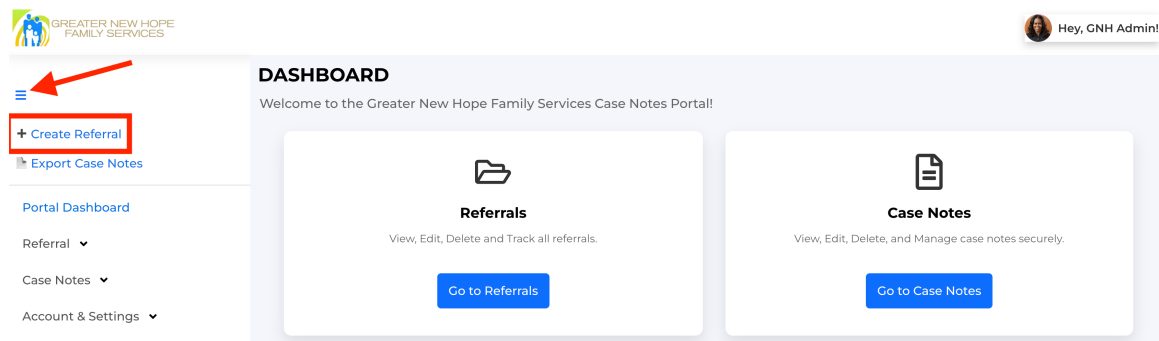 GREATER NEW HOPE
FAMILY SERVICES
Hey, GNH Admin!
+ Create Referral
Export Case Notes
Portal Dashboard
Referral
Case Notes
Account & Settings
DASHBOARD
Welcome to the Greater New Hope Family Services Case Notes Portal!
Referrals
View, Edit, Delete and Track all referrals.
Go to Referrals
Case Notes
View, Edit, Delete, and Manage case notes securely.
Go to Case Notes